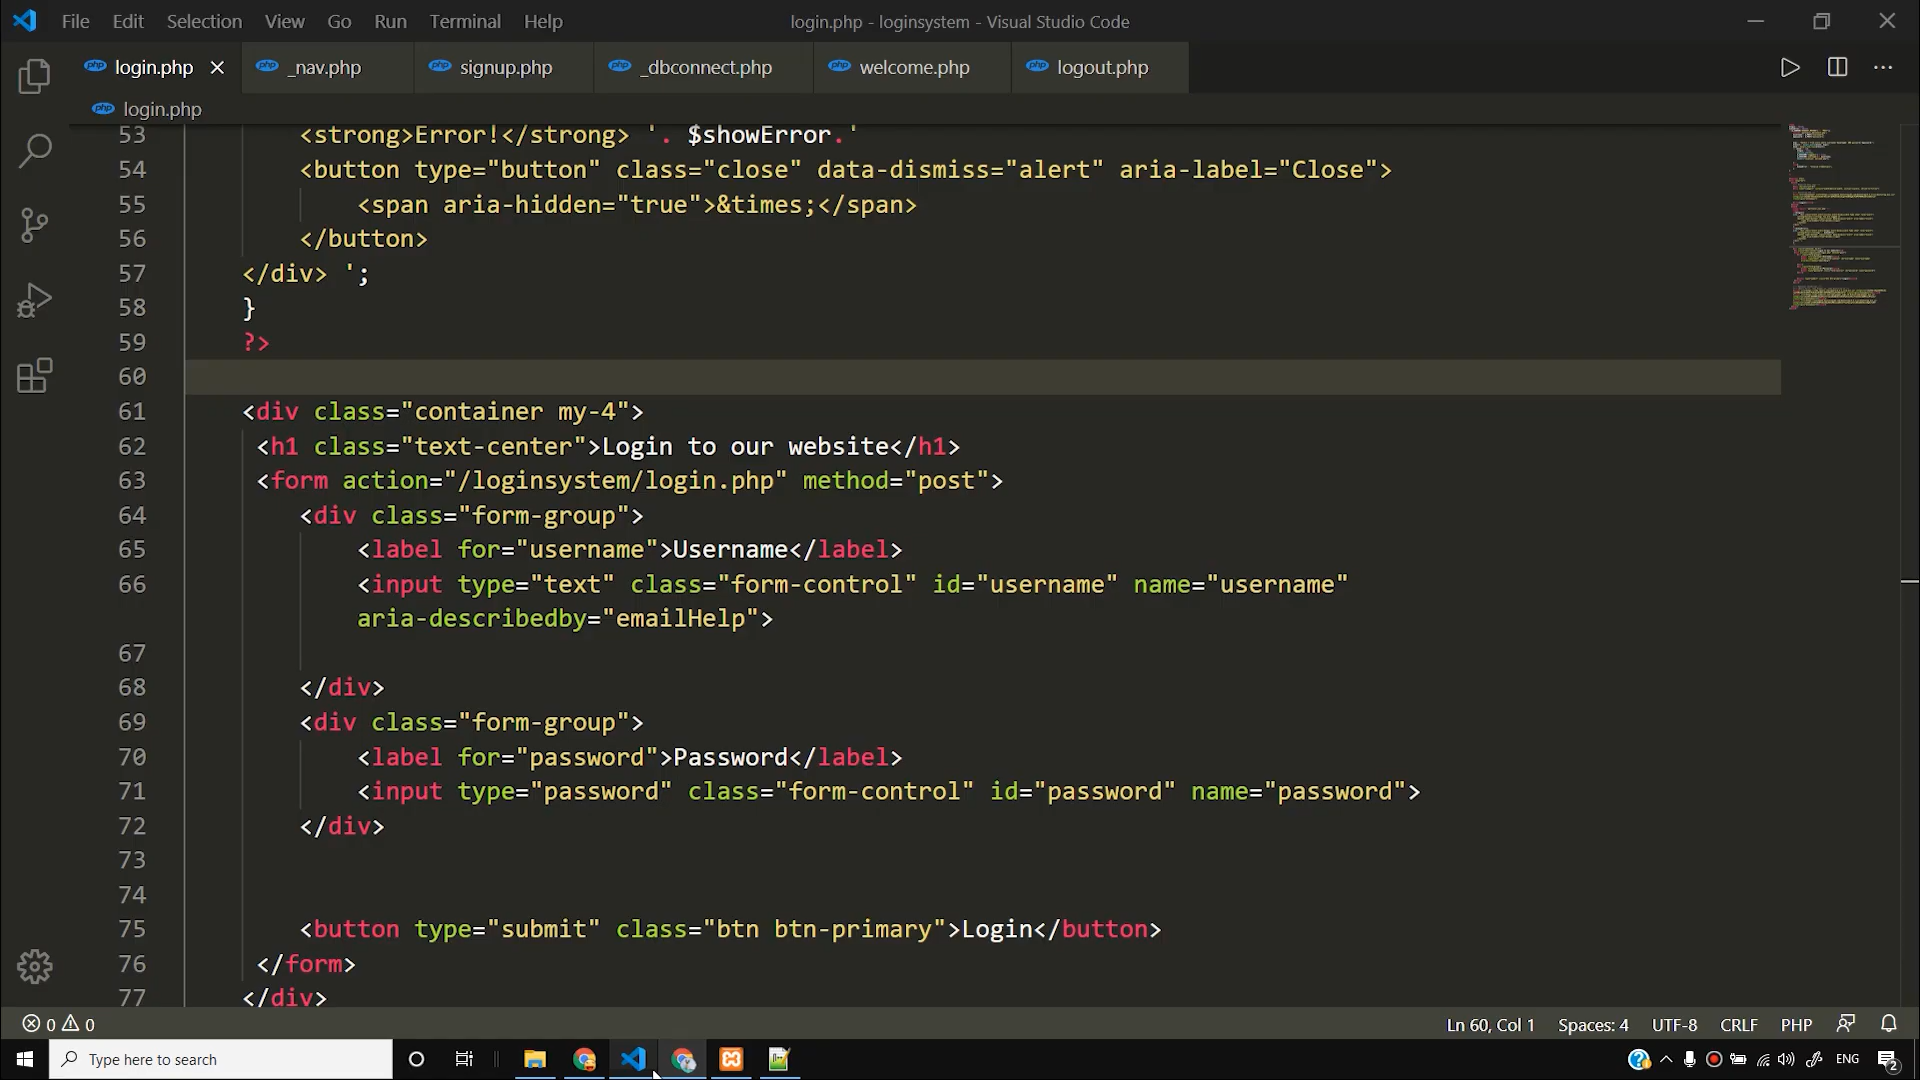 File Edit Selection View Go Run Terminal Help login.php - loginsystem - Visual Studio Code
php login.php php _nav.php php signup.php php _dbconnect.php php welcome.php php logout.php
php login.php
53 <strong>Error!</strong> '. $showError.'
54 <button type="button" class="close" data-dismiss="alert" aria-label="Close">
55 <span aria-hidden="true">&times;</span>
56 </button>
57 </div> ';
58 }
59 ?>
60
61 <div class="container my-4">
62 <h1 class="text-center">Login to our website</h1>
63 <form action="/loginsystem/login.php" method="post">
64 <div class="form-group">
65 <label for="username">Username</label>
66 <input type="text" class="form-control" id="username" name="username"
aria-describedby="emailHelp">
67
68 </div>
69 <div class="form-group">
70 <label for="password">Password</label>
71 <input type="password" class="form-control" id="password" name="password">
72 </div>
73
74
75 <button type="submit" class="btn btn-primary">Login</button>
76 </form>
77 </div>
0 0 Ln 60, Col 1 Spaces: 4 UTF-8 CRLF PHP
Type here to search ENG 2